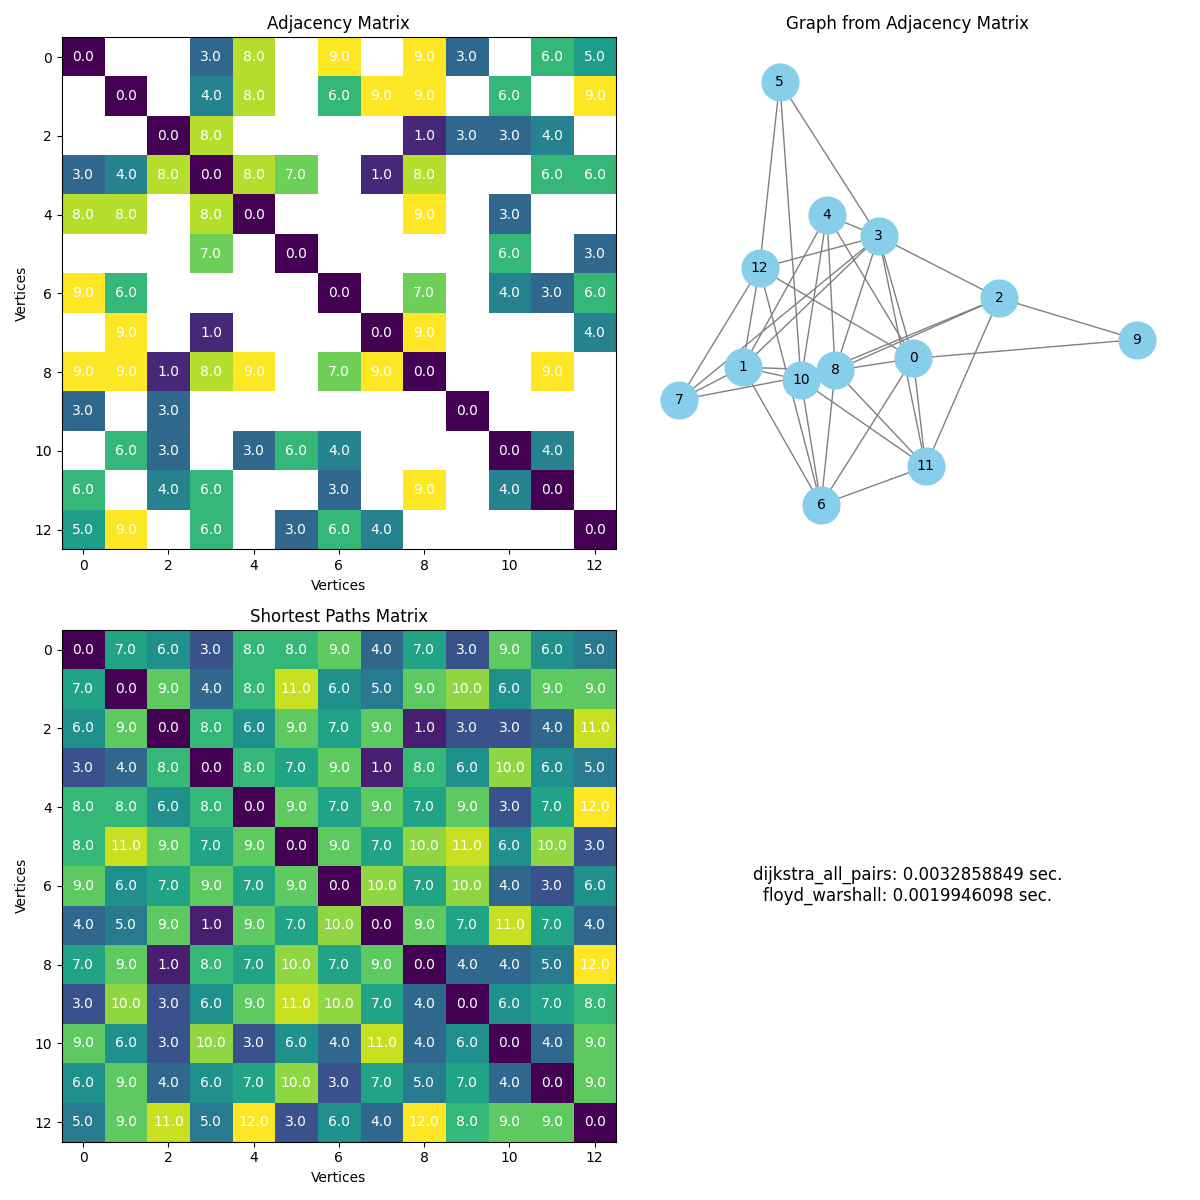 Adjacency Matrix
0 0.0 3.0 8.0 9.0 9.0 3.0 6.0 5.0
0.0 4.0 8.0 6.0 9.0 9.0 6.0 9.0
2 0.0 8.0 1.0 3.0 3.0 4.0
3.0 4.0 8.0 0.0 8.0 7.0 1.0 8.0 6.0 6.0
4 8.0 8.0 8.0 0.0 9.0 3.0
7.0 0.0 6.0 3.0
6 9.0 6.0 0.0 7.0 4.0 3.0 6.0
9.0 1.0 0.0 9.0 4.0
8 9.0 9.0 1.0 8.0 9.0 7.0 9.0 0.0 9.0
3.0 3.0 0.0
10 6.0 3.0 3.0 6.0 4.0 0.0 4.0
6.0 4.0 6.0 3.0 9.0 4.0 0.0
12 5.0 9.0 6.0 3.0 6.0 4.0 0.0
0 2 4 6 8 10 12
Vertices
Vertices
Graph from Adjacency Matrix
5
4
3
12
2
9
0
1
8
10
7
11
6
Shortest Paths Matrix
0 0.0 7.0 6.0 3.0 8.0 8.0 9.0 4.0 7.0 3.0 9.0 6.0 5.0
7.0 0.0 9.0 4.0 8.0 11.0 6.0 5.0 9.0 10.0 6.0 9.0 9.0
2 6.0 9.0 0.0 8.0 6.0 9.0 7.0 9.0 1.0 3.0 3.0 4.0 11.0
3.0 4.0 8.0 0.0 8.0 7.0 9.0 1.0 8.0 6.0 10.0 6.0 5.0
4 8.0 8.0 6.0 8.0 0.0 9.0 7.0 9.0 7.0 9.0 3.0 7.0 12.0
8.0 11.0 9.0 7.0 9.0 0.0 9.0 7.0 10.0 11.0 6.0 10.0 3.0
6 9.0 6.0 7.0 9.0 7.0 9.0 0.0 10.0 7.0 10.0 4.0 3.0 6.0
4.0 5.0 9.0 1.0 9.0 7.0 10.0 0.0 9.0 7.0 11.0 7.0 4.0
8 7.0 9.0 1.0 8.0 7.0 10.0 7.0 9.0 0.0 4.0 4.0 5.0 12.0
3.0 10.0 3.0 6.0 9.0 11.0 10.0 7.0 4.0 0.0 6.0 7.0 8.0
10 9.0 6.0 3.0 10.0 3.0 6.0 4.0 11.0 4.0 6.0 0.0 4.0 9.0
6.0 9.0 4.0 6.0 7.0 10.0 3.0 7.0 5.0 7.0 4.0 0.0 9.0
12 5.0 9.0 11.0 5.0 12.0 3.0 6.0 4.0 12.0 8.0 9.0 9.0 0.0
0 2 4 6 8 10 12
Vertices
Vertices
dijkstra_all_pairs: 0.0032858849 sec.
floyd_warshall: 0.0019946098 sec.